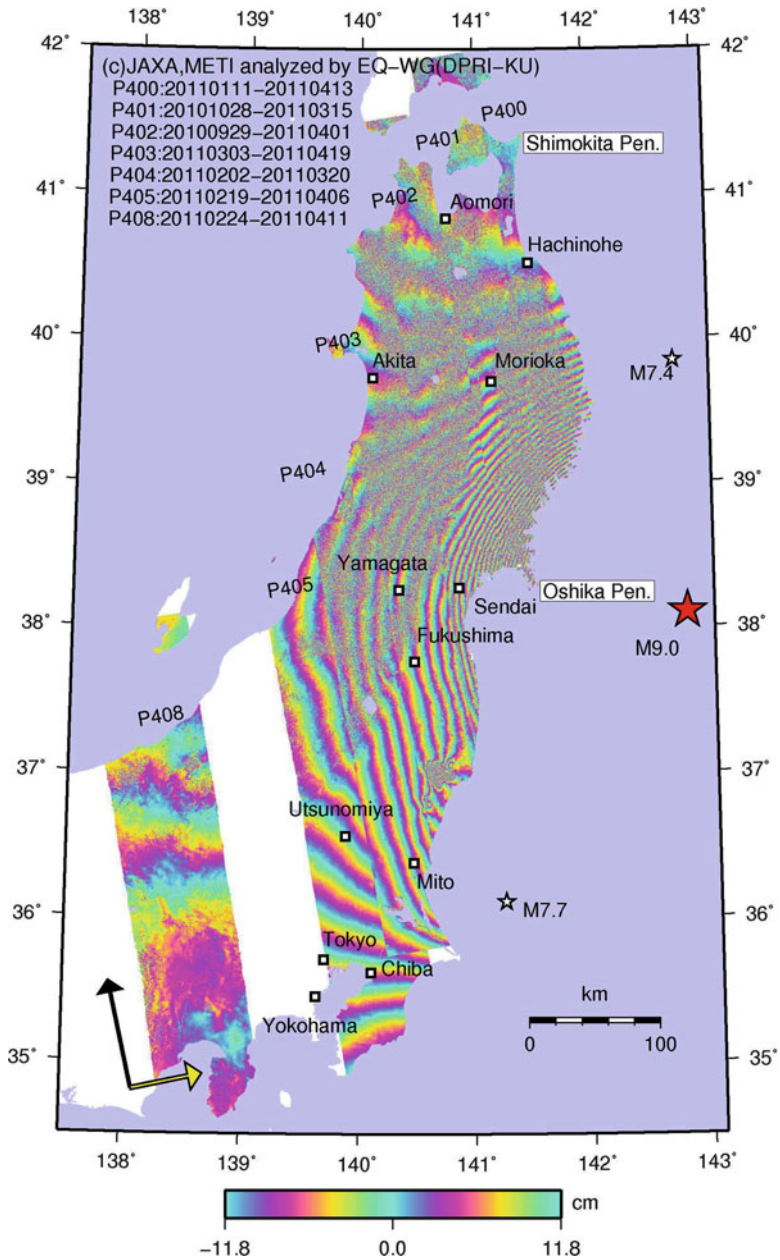 138˚ 139˚ 140˚ 141˚ 142˚ 143˚
42˚ 42˚
(c)JAXA,METI analyzed by EQ−WG(DPRI−KU)
P400:20110111−20110413
P401:20101028−20110315
P402:20100929−20110401
P403:20110303−20110419
P404:20110202−20110320
P405:20110219−20110406
P408:20110224−20110411
P400
P401
Shimokita Pen.
41˚ 41˚
P402
Aomori
Hachinohe
40˚ 40˚
P403
Akita
Morioka
M7.4
P404
39˚ 39˚
Yamagata
P405
Oshika Pen.
Sendai
38˚ 38˚
Fukushima
M9.0
P408
37˚ 37˚
Utsunomiya
Mito
36˚ 36˚
M7.7
Tokyo
Chiba
Yokohama
km
0 100
35˚ 35˚
138˚ 139˚ 140˚ 141˚ 142˚ 143˚
cm
−11.8 0.0 11.8